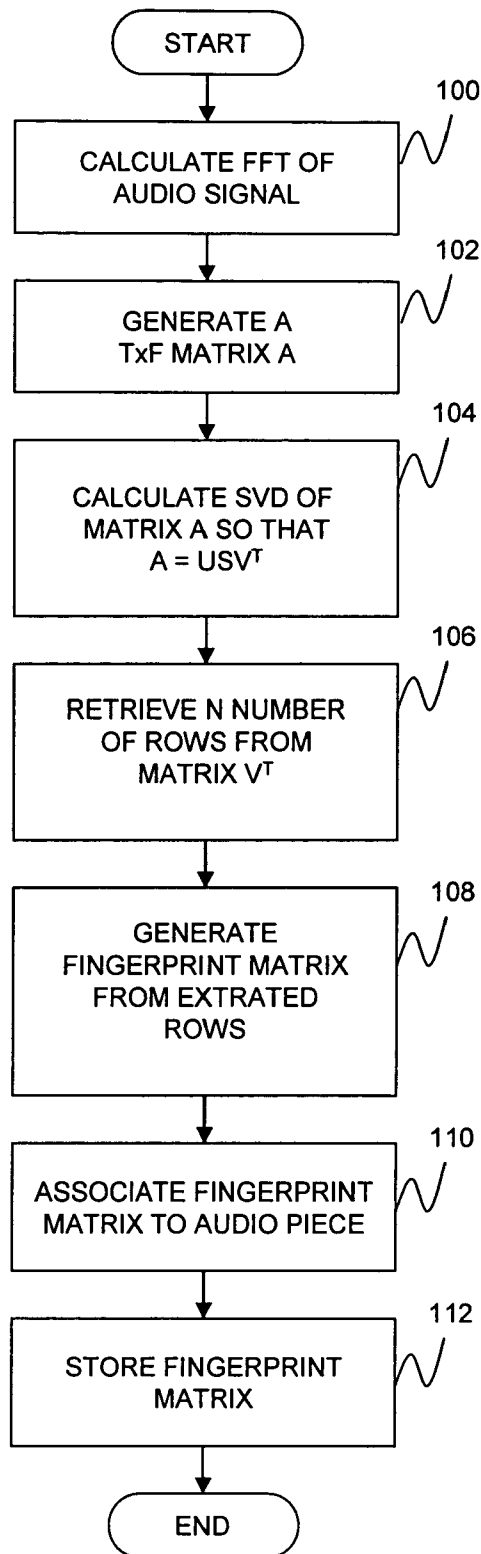 START
100
CALCULATE FFT OF
AUDIO SIGNAL
102
GENERATE A
TxF MATRIX A
104
CALCULATE SVD OF
MATRIX A SO THAT
A = USVᵀ
106
RETRIEVE N NUMBER
OF ROWS FROM
MATRIX Vᵀ
108
GENERATE
FINGERPRINT MATRIX
FROM EXTRATED
ROWS
110
ASSOCIATE FINGERPRINT
MATRIX TO AUDIO PIECE
112
STORE FINGERPRINT
MATRIX
END